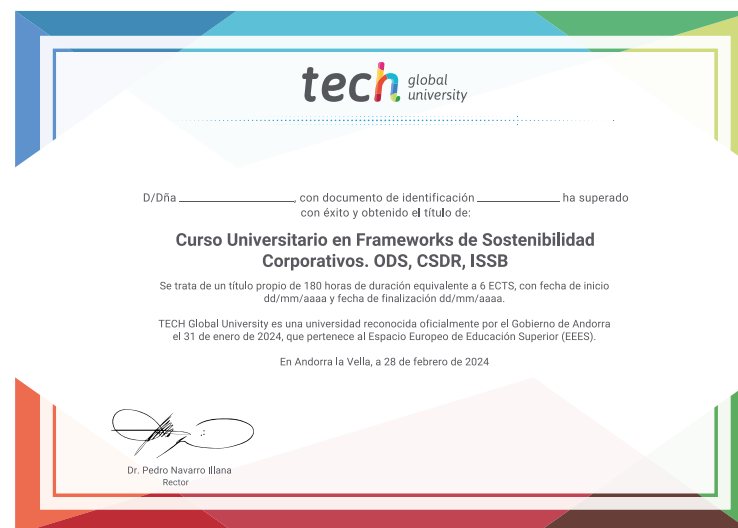 tech global university
D/Dña ______________, con documento de identificación ______________ ha superado
con éxito y obtenido el título de:
Curso Universitario en Frameworks de Sostenibilidad
Corporativos. ODS, CSDR, ISSB
Se trata de un título propio de 180 horas de duración equivalente a 6 ECTS, con fecha de inicio
dd/mm/aaaa y fecha de finalización dd/mm/aaaa.
TECH Global University es una universidad reconocida oficialmente por el Gobierno de Andorra
el 31 de enero de 2024, que pertenece al Espacio Europeo de Educación Superior (EEES).
En Andorra la Vella, a 28 de febrero de 2024
Dr. Pedro Navarro Illana
Rector